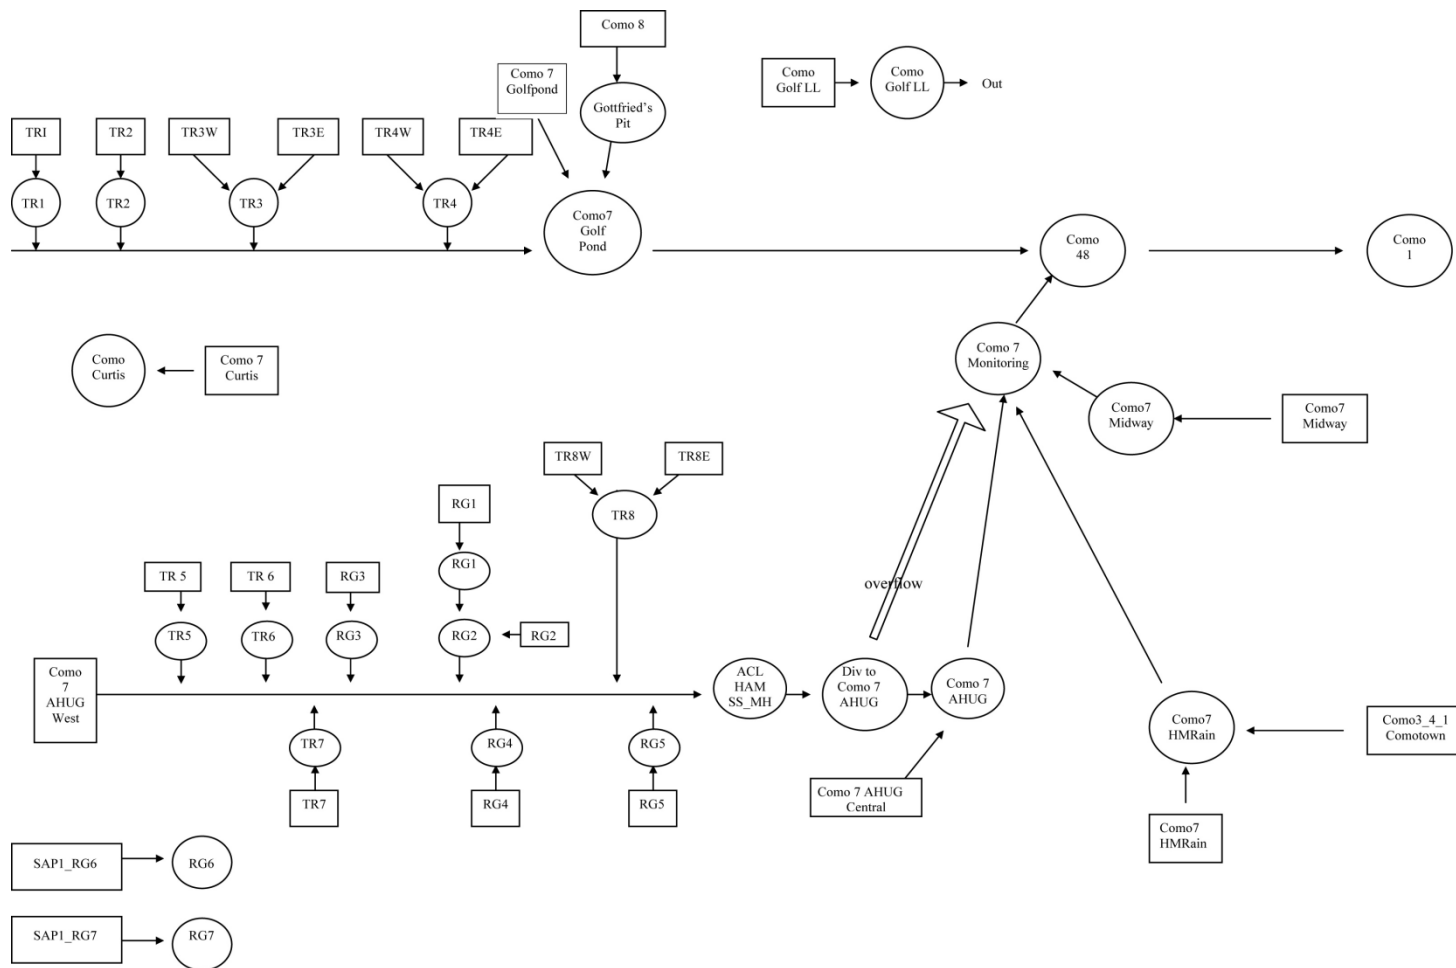 Como 8
Como 7
Golfpond
Como
Golf LL
Como
Golf LL
Out
Gottfried's
Pit
TRI
TR2
TR3W
TR3E
TR4W
TR4E
TR1
TR2
TR3
TR4
Como7
Golf
Pond
Como
48
Como
1
Como
Curtis
Como 7
Curtis
Como 7
Monitoring
Como7
Midway
Como7
Midway
TR8W
TR8E
RG1
TR8
RG1
TR 5
TR 6
RG3
overflow
TR5
TR6
RG3
RG2
RG2
Como
7
AHUG
West
ACL
HAM
SS_MH
Div to
Como 7
AHUG
Como 7
AHUG
Como7
HMRain
Como3_4_1
Comotown
TR7
RG4
RG5
TR7
RG4
RG5
Como 7 AHUG
Central
Como7
HMRain
SAP1_RG6
RG6
SAP1_RG7
RG7